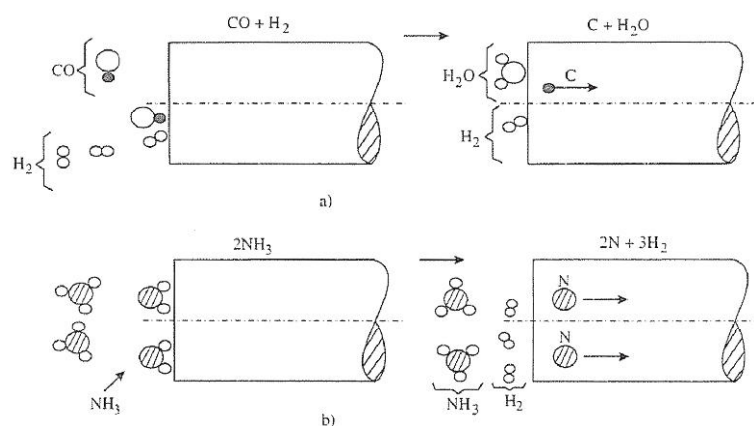 CO + H₂
C + H₂O
CO
H₂
H₂O
C
H₂
a)
2NH₃
2N + 3H₂
N
N
NH₃
NH₃
H₂
b)